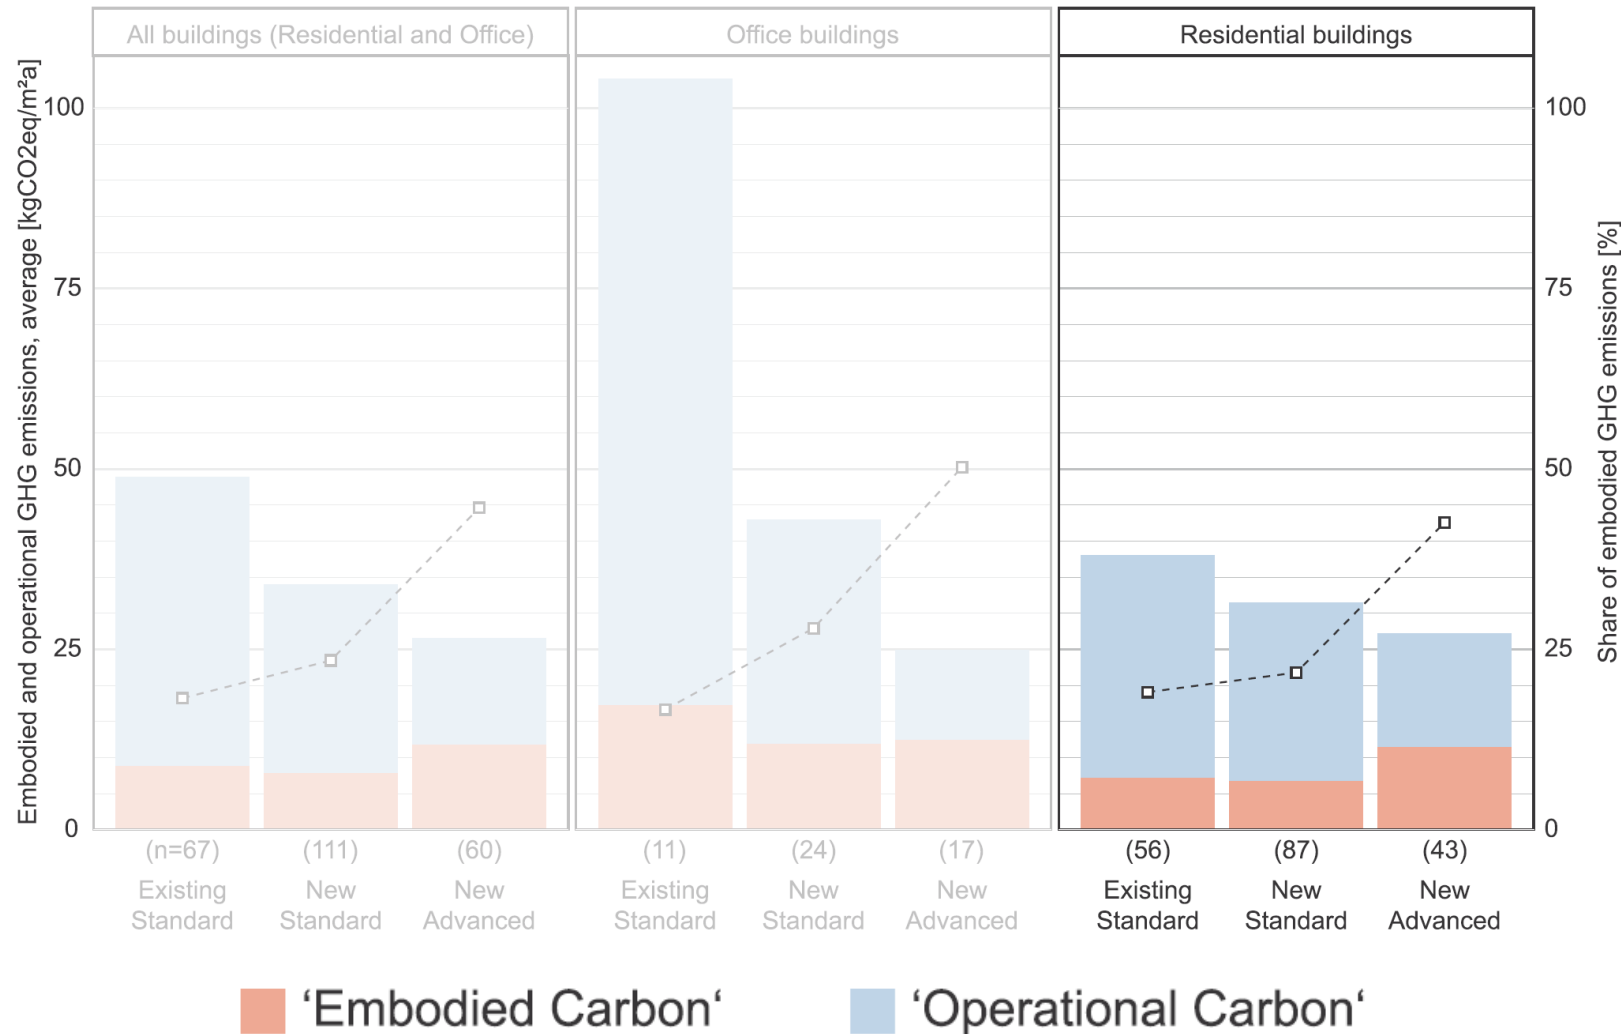 All buildings (Residential and Office)
Office buildings
Residential buildings
Embodied and operational GHG emissions, average [kgCO2eq/m²a]
100
75
50
25
0
100
75
50
25
0
Share of embodied GHG emissions [%]
(n=67)
(111)
(60)
(11)
(24)
(17)
(56)
(87)
(43)
Existing
Standard
New
Standard
New
Advanced
Existing
Standard
New
Standard
New
Advanced
Existing
Standard
New
Standard
New
Advanced
‘Embodied Carbon‘
‘Operational Carbon‘